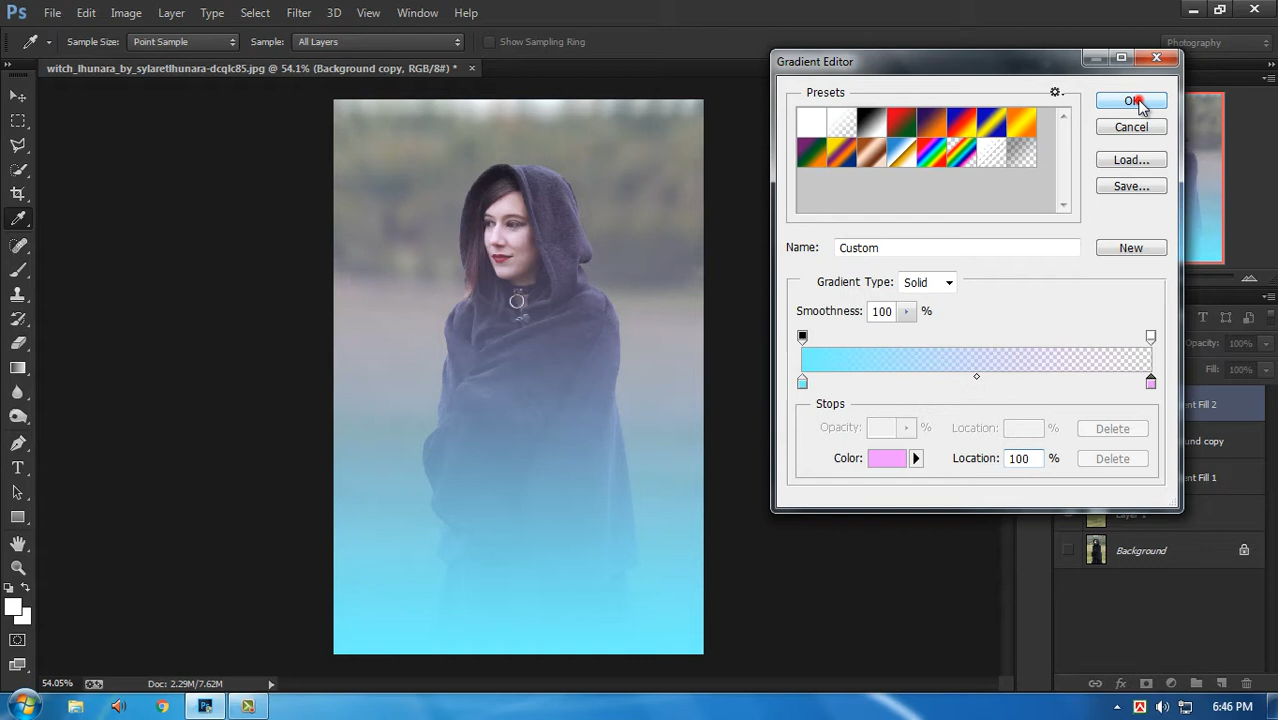 Ps File Edit Image Layer Type Select Filter 3D View Window Help
Sample Size: Point Sample Sample: All Layers Show Sampling Ring Photography
witch_lhunara_by_sylaretlhunara-dcqlc85.jpg @ 54.1% (Background copy, RGB/8#) *
Gradient Editor
Presets
OK
Cancel
Load...
Save...
Name: Custom New
Gradient Type: Solid
Smoothness: 100 %
Stops
Opacity: % Location: % Delete
Color: Location: 100 % Delete
Opacity: 100%
Fill: 100%
ent Fill 2
und copy
ent Fill 1
Layer 1
Background
54.05% Doc: 2.29M/7.62M
6:46 PM